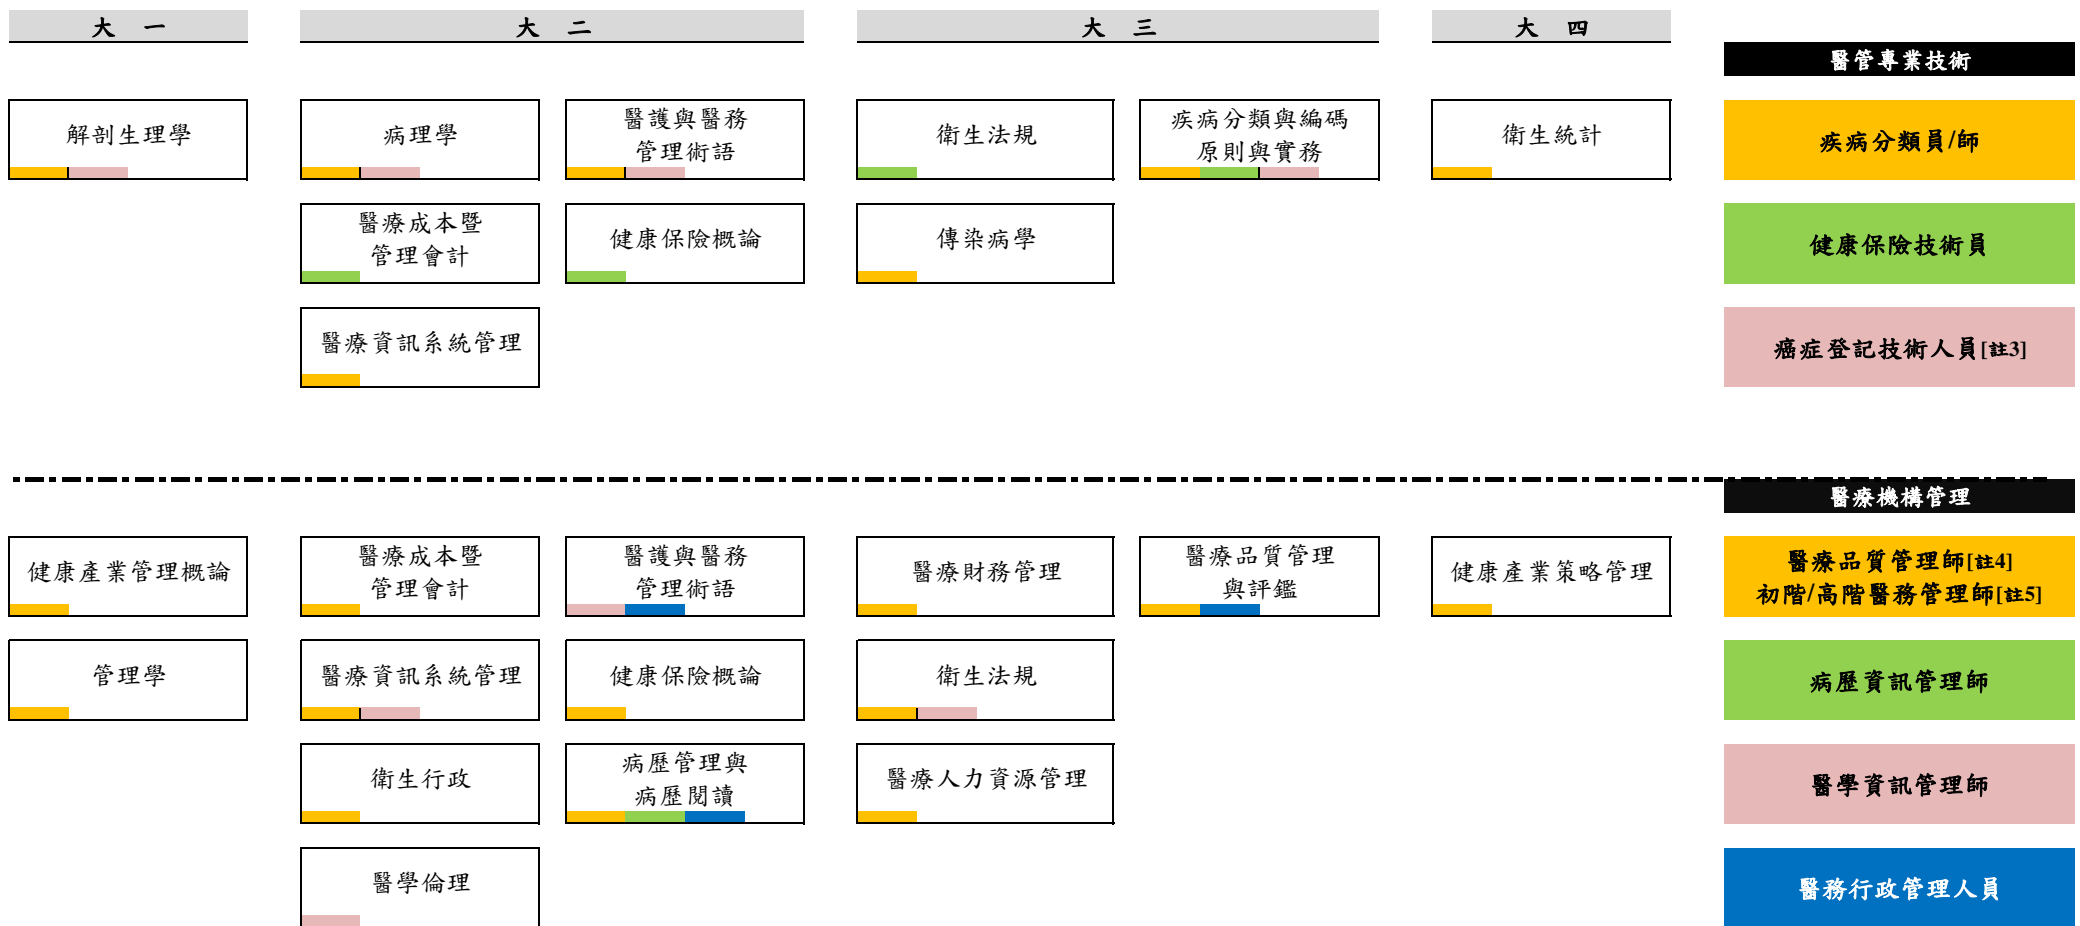 大 一
大 二
大 三
大 四
醫管專業技術
解剖生理學
病理學
醫護與醫務
管理術語
衛生法規
疾病分類與編碼
原則與實務
衛生統計
疾病分類員/師
醫療成本暨
管理會計
健康保險概論
傳染病學
健康保險技術員
醫療資訊系統管理
癌症登記技術人員[註3]
醫療機構管理
健康產業管理概論
醫療成本暨
管理會計
醫護與醫務
管理術語
醫療財務管理
醫療品質管理
與評鑑
健康產業策略管理
醫療品質管理師[註4]
初階/高階醫務管理師[註5]
管理學
醫療資訊系統管理
健康保險概論
衛生法規
病歷資訊管理師
衛生行政
病歷管理與
病歷閱讀
醫療人力資源管理
醫學資訊管理師
醫學倫理
醫務行政管理人員